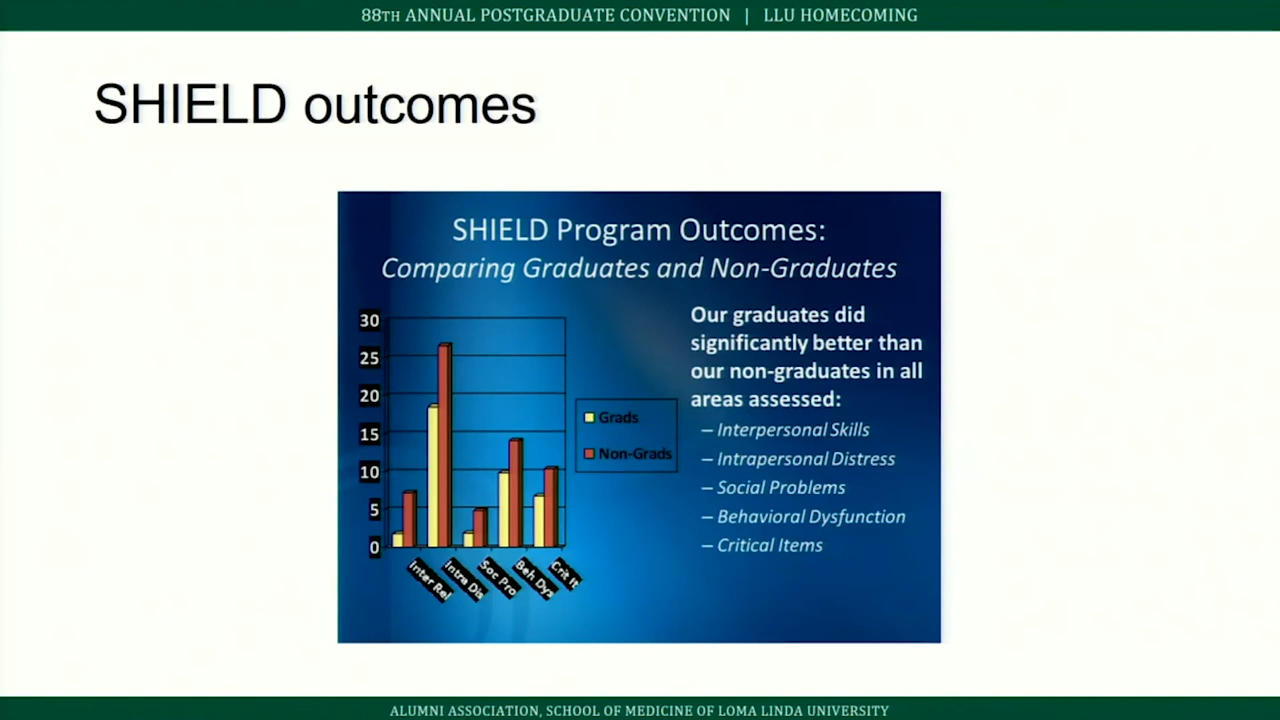 88TH ANNUAL POSTGRADUATE CONVENTION | LLU HOMECOMING
SHIELD outcomes
SHIELD Program Outcomes:
Comparing Graduates and Non-Graduates
30
25
20
15
10
5
0
Inter Rel
Intra Dis
Soc Pro
Beh Dys
Crit It
Grads
Non-Grads
Our graduates did
significantly better than
our non-graduates in all
areas assessed:
– Interpersonal Skills
– Intrapersonal Distress
– Social Problems
– Behavioral Dysfunction
– Critical Items
ALUMNI ASSOCIATION, SCHOOL OF MEDICINE OF LOMA LINDA UNIVERSITY